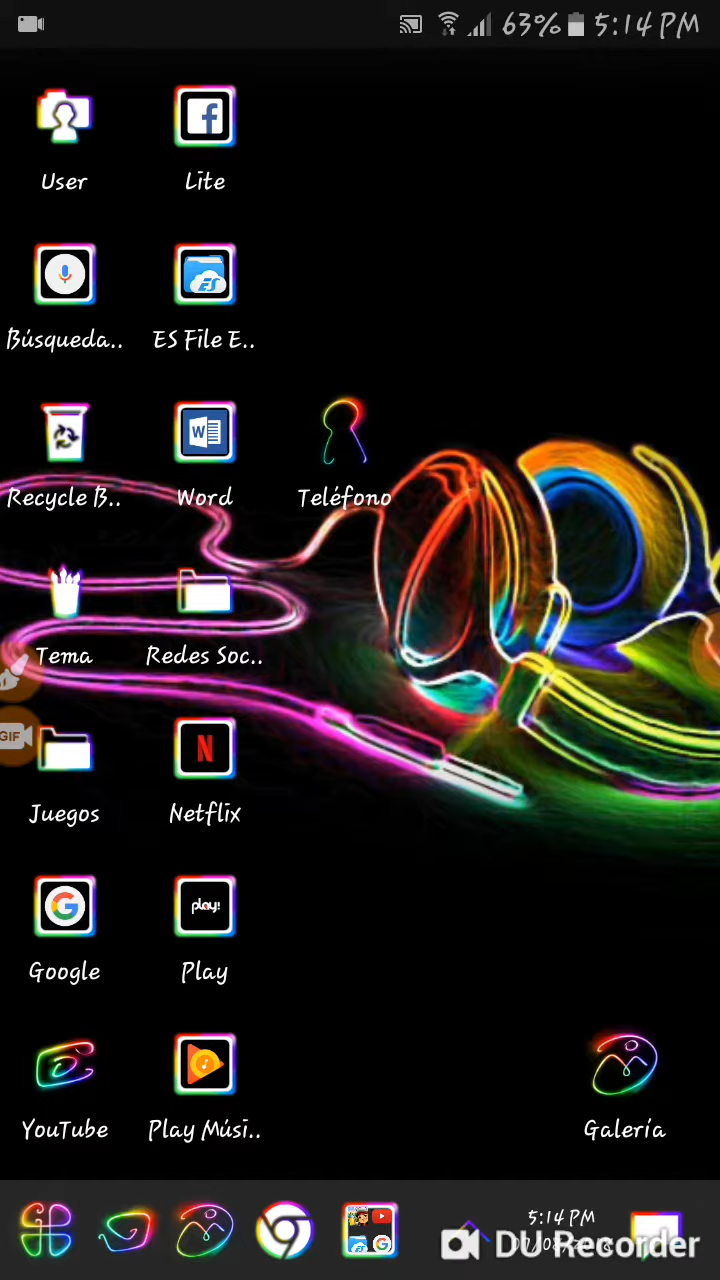 63% 5:14 PM
User
Lite
Búsqueda..
ES File E..
Recycle B..
Word
Teléfono
Tema
Redes Soc..
GIF
Juegos
Netflix
Google
Play
YouTube
Play Músi..
Galería
5:14 PM
DU Recorder